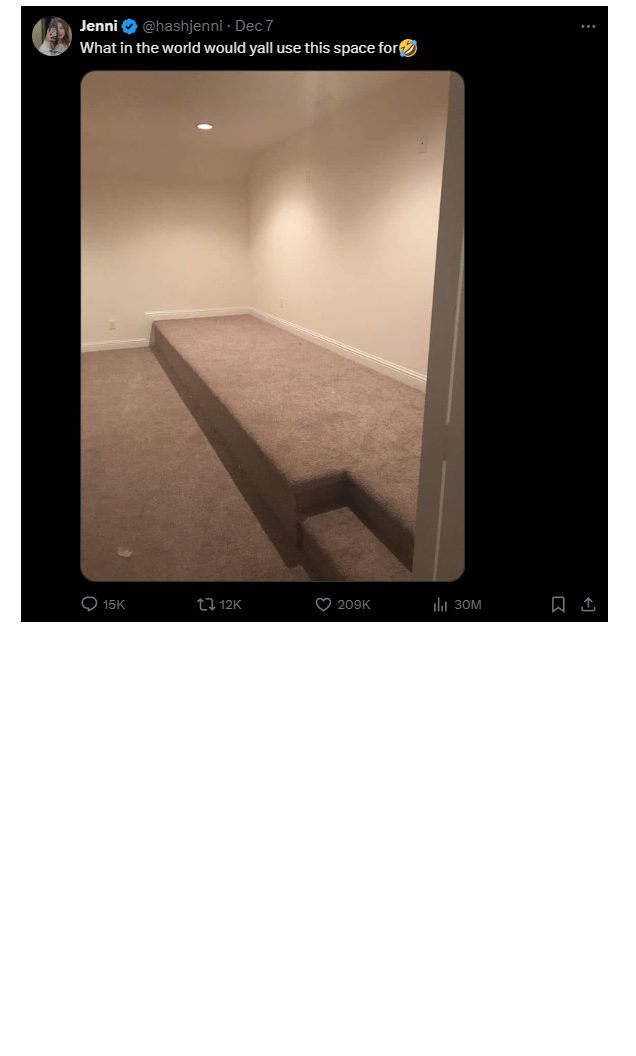 Jenni @hashjenni · Dec 7
What in the world would yall use this space for🤣
15K 12K 209K 30M